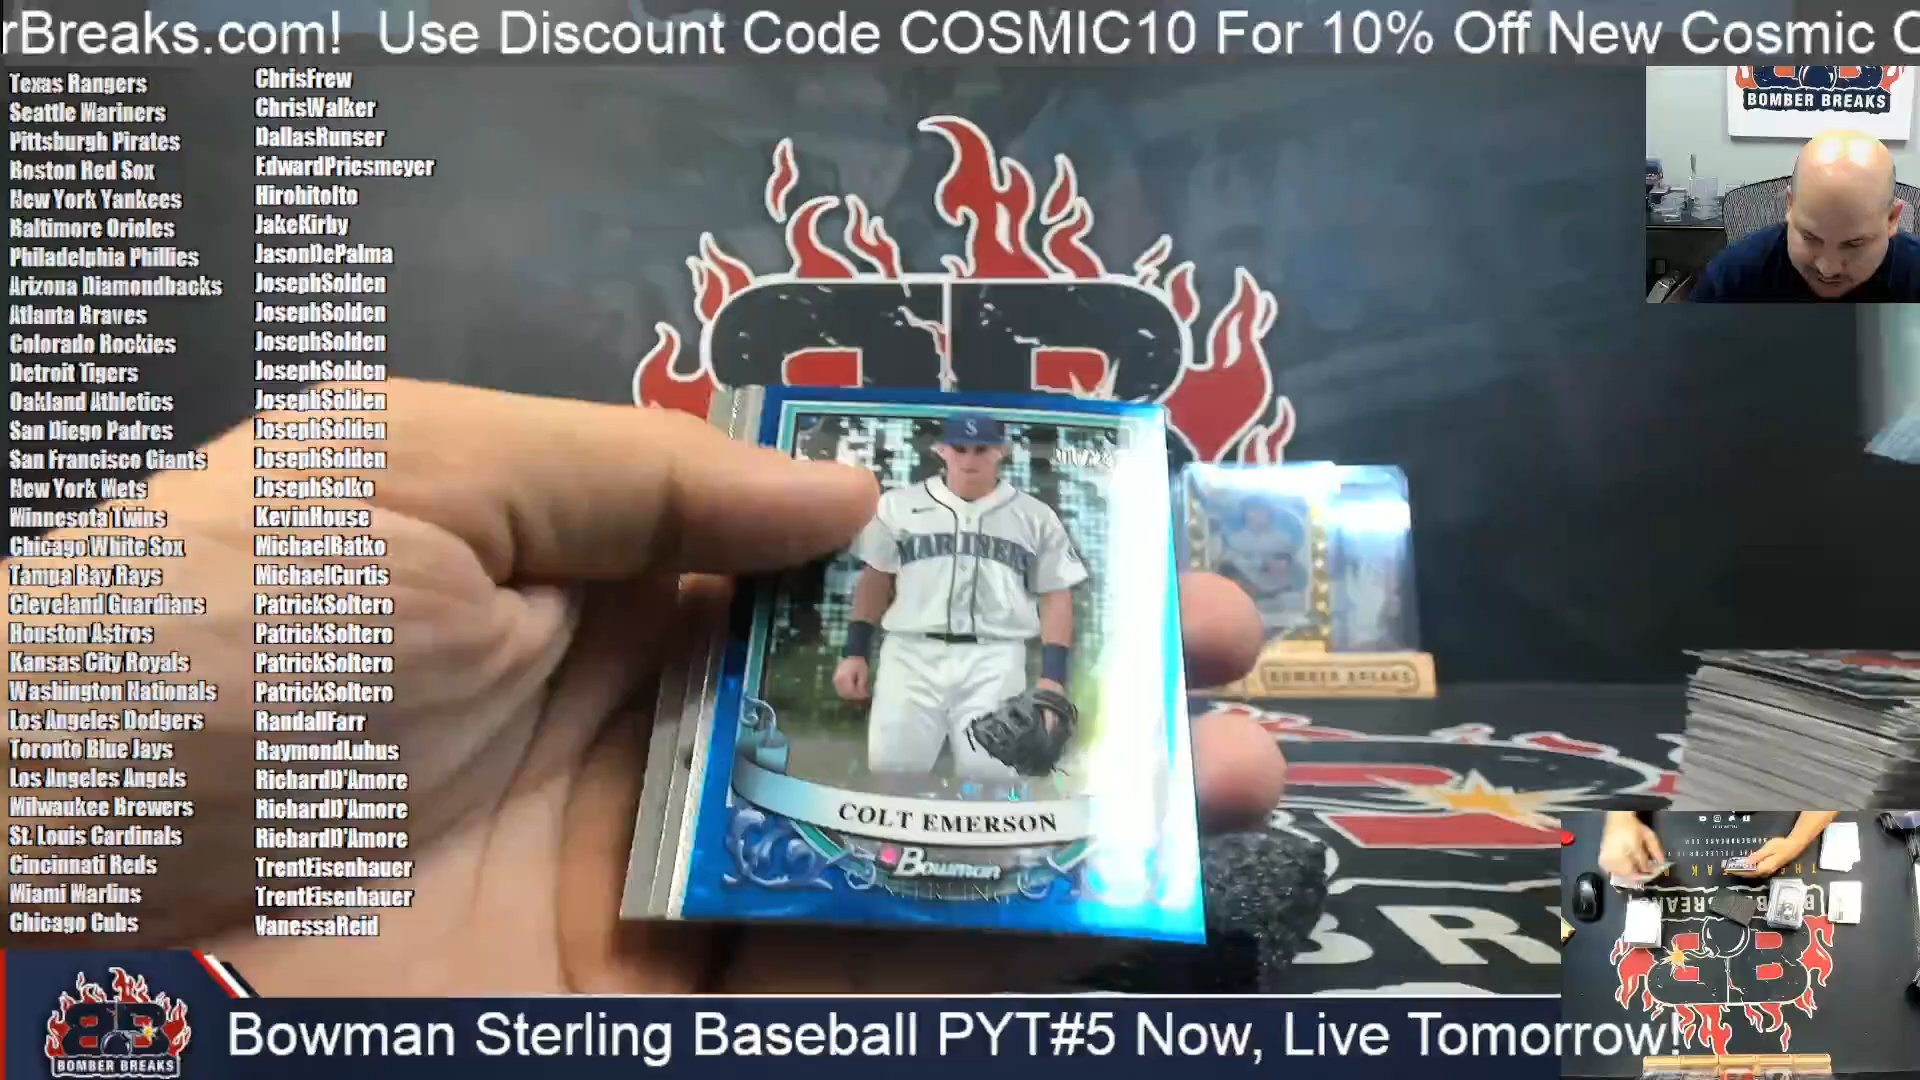 rBreaks.com! Use Discount Code COSMIC10 For 10% Off New Cosmic C
Texas Rangers ChrisFrew
Seattle Mariners ChrisWalker
Pittsburgh Pirates DallasRunser
Boston Red Sox EdwardPriesmeyer
New York Yankees HirohitoIto
Baltimore Orioles JakeKirby
Philadelphia Phillies JasonDePalma
Arizona Diamondbacks JosephSolden
Atlanta Braves JosephSolden
Colorado Rockies JosephSolden
Detroit Tigers JosephSolden
Oakland Athletics JosephSolden
San Diego Padres JosephSolden
San Francisco Giants JosephSolden
New York Mets JosephSolko
Minnesota Twins KevinHouse
Chicago White Sox MichaelBatko
Tampa Bay Rays MichaelCurtis
Cleveland Guardians PatrickSoltero
Houston Astros PatrickSoltero
Kansas City Royals PatrickSoltero
Washington Nationals PatrickSoltero
Los Angeles Dodgers RandallFarr
Toronto Blue Jays RaymondLuhus
Los Angeles Angels RichardD'Amore
Milwaukee Brewers RichardD'Amore
St. Louis Cardinals RichardD'Amore
Cincinnati Reds TrentEisenhauer
Miami Marlins TrentEisenhauer
Chicago Cubs VanessaReid
BOMBER BREAKS
S
MARINERS
COLT EMERSON
Bowman
STERLING
BOMBER BREAKS
BR
BOMBER BREAKS
Bowman Sterling Baseball PYT#5 Now, Live Tomorrow!